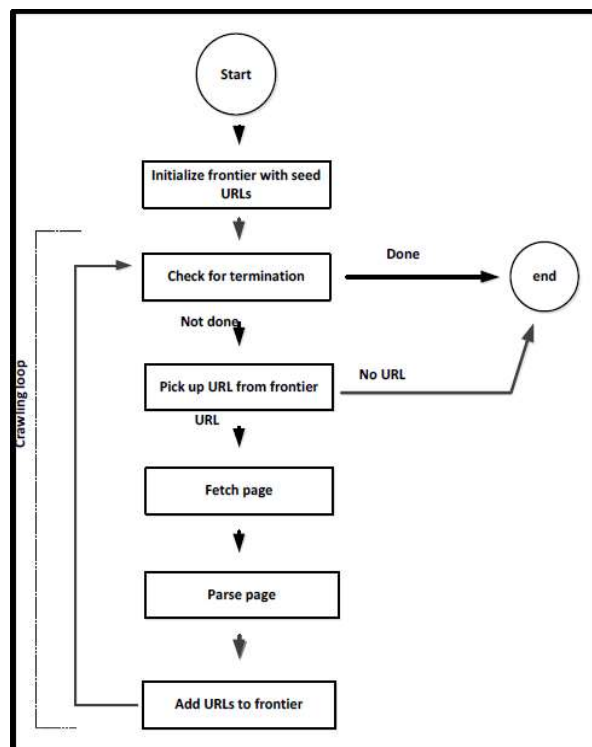 Start
Initialize frontier with seed
URLs
Check for termination
Done
end
Not done
Pick up URL from frontier
No URL
URL
Crawling loop
Fetch page
Parse page
Add URLs to frontier